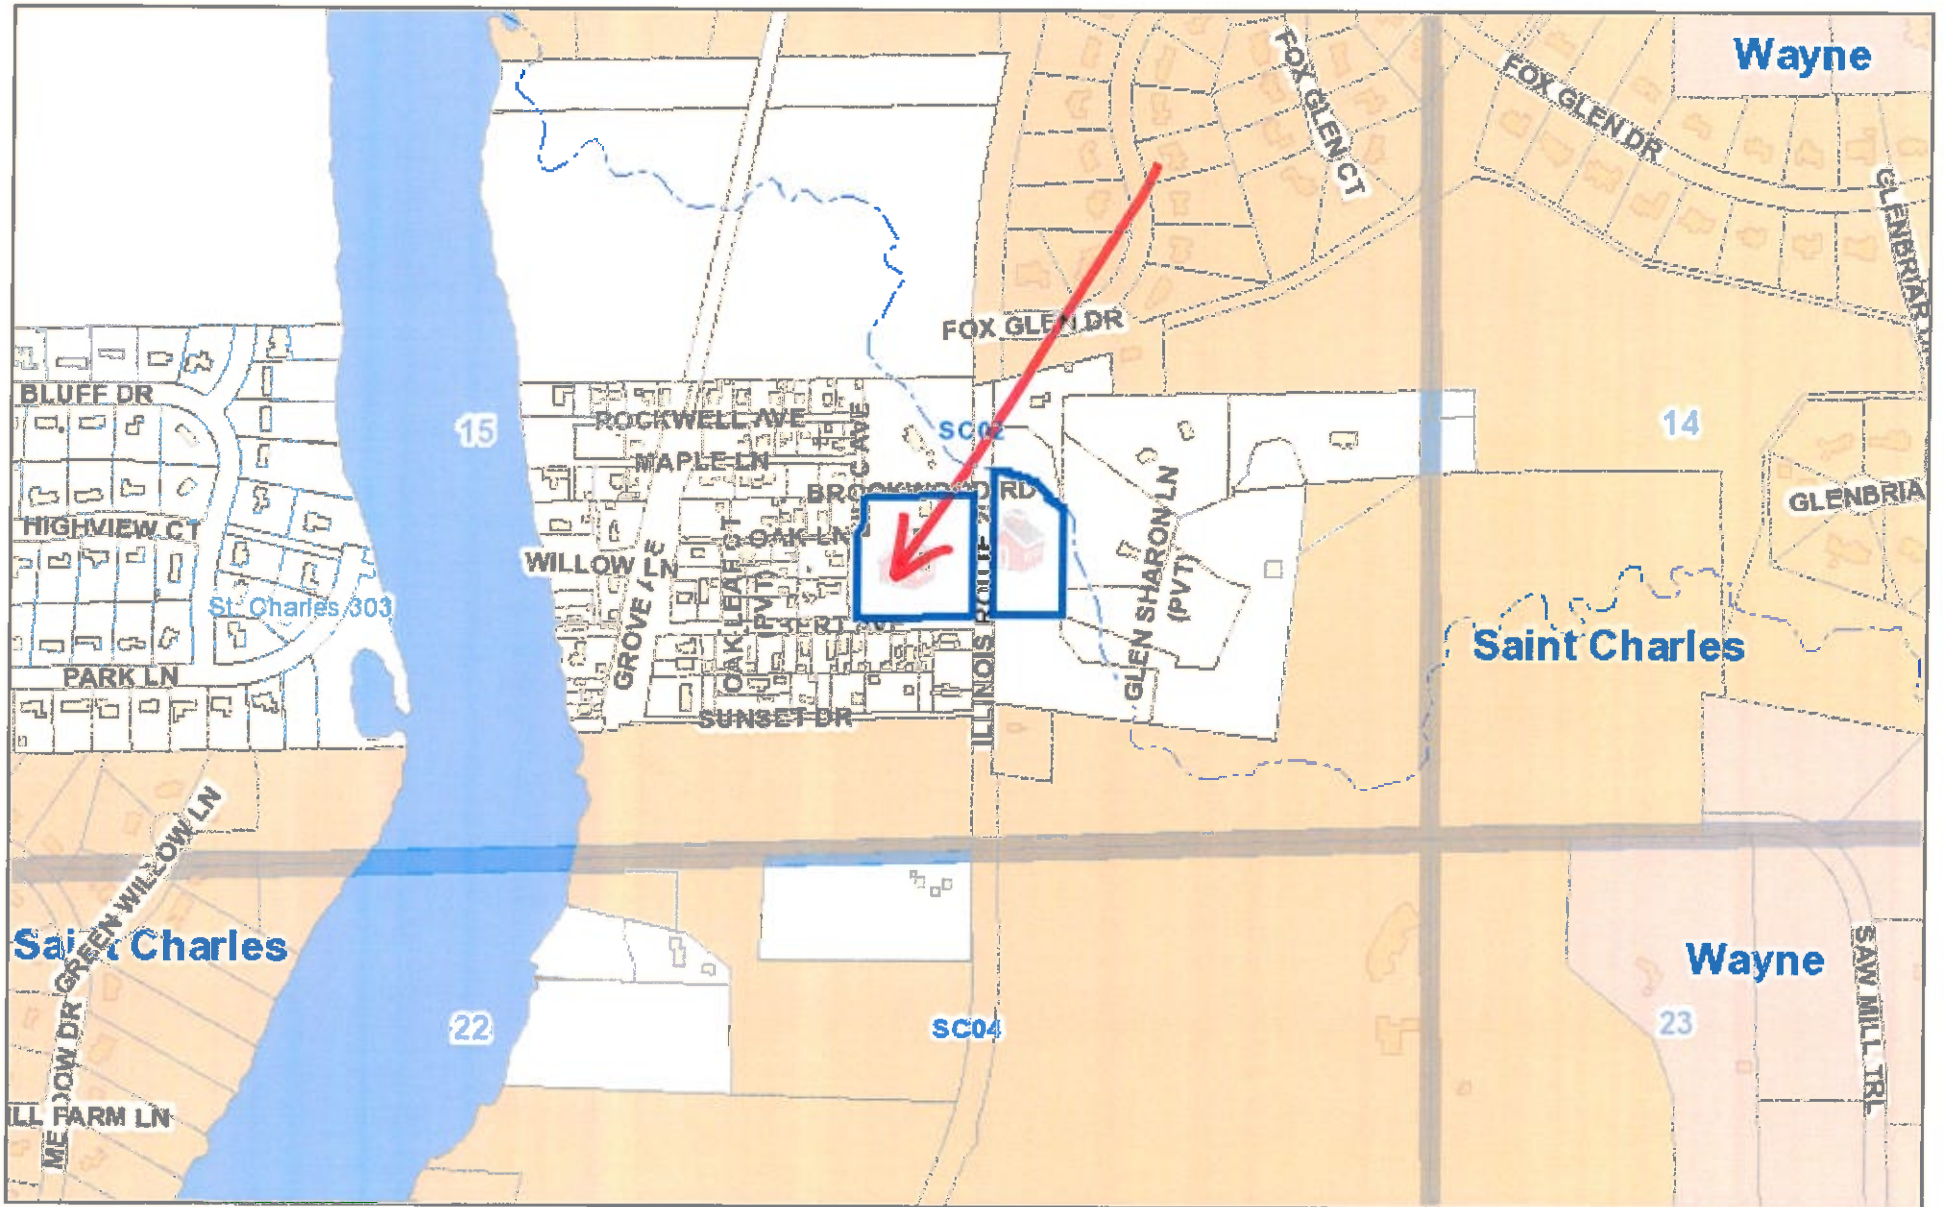 Wayne
FOX GLEN CT
FOX GLEN DR
GLENBRIAR
FOX GLEN DR
BLUFF DR
15
ROCKWELL AVE
SC02
14
MAPLE LN
AVE
RD
GLENBRIA
HIGHVIEW CT
OAK LN
WILLOW LN
St. Charles 303
GROVE
OAK LEAF CT
(PVT)
ILLINOIS ROUTE
GLEN SHARON LN
(PVT)
Saint Charles
PARK LN
SUNSET DR
GREEN WILLOW LN
Saint Charles
Wayne
SAW MILL TRL
22
SC04
23
MEADOW DR
ILL FARM LN